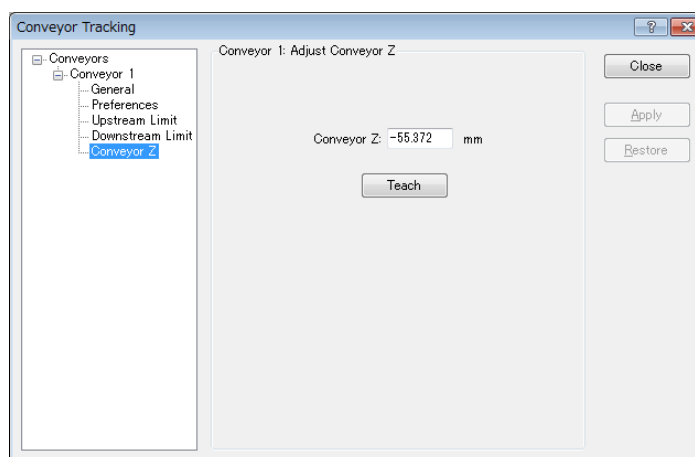 Conveyor Tracking
?
Conveyors
Conveyor 1
General
Preferences
Upstream Limit
Downstream Limit
Conveyor Z
Conveyor 1: Adjust Conveyor Z
Conveyor Z: -55.372 mm
Teach
Close
Apply
Restore